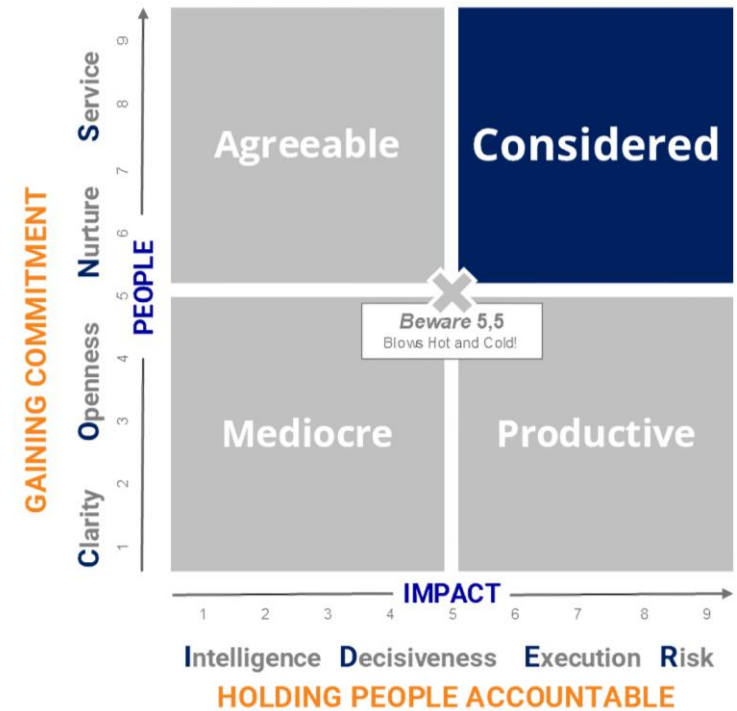 GAINING COMMITMENT
Clarity Openness Nurture Service
PEOPLE
9
8
7
6
5
4
3
2
1
Agreeable
Considered
Beware 5,5
Blows Hot and Cold!
Mediocre
Productive
IMPACT
1 2 3 4 5 6 7 8 9
Intelligence Decisiveness Execution Risk
HOLDING PEOPLE ACCOUNTABLE